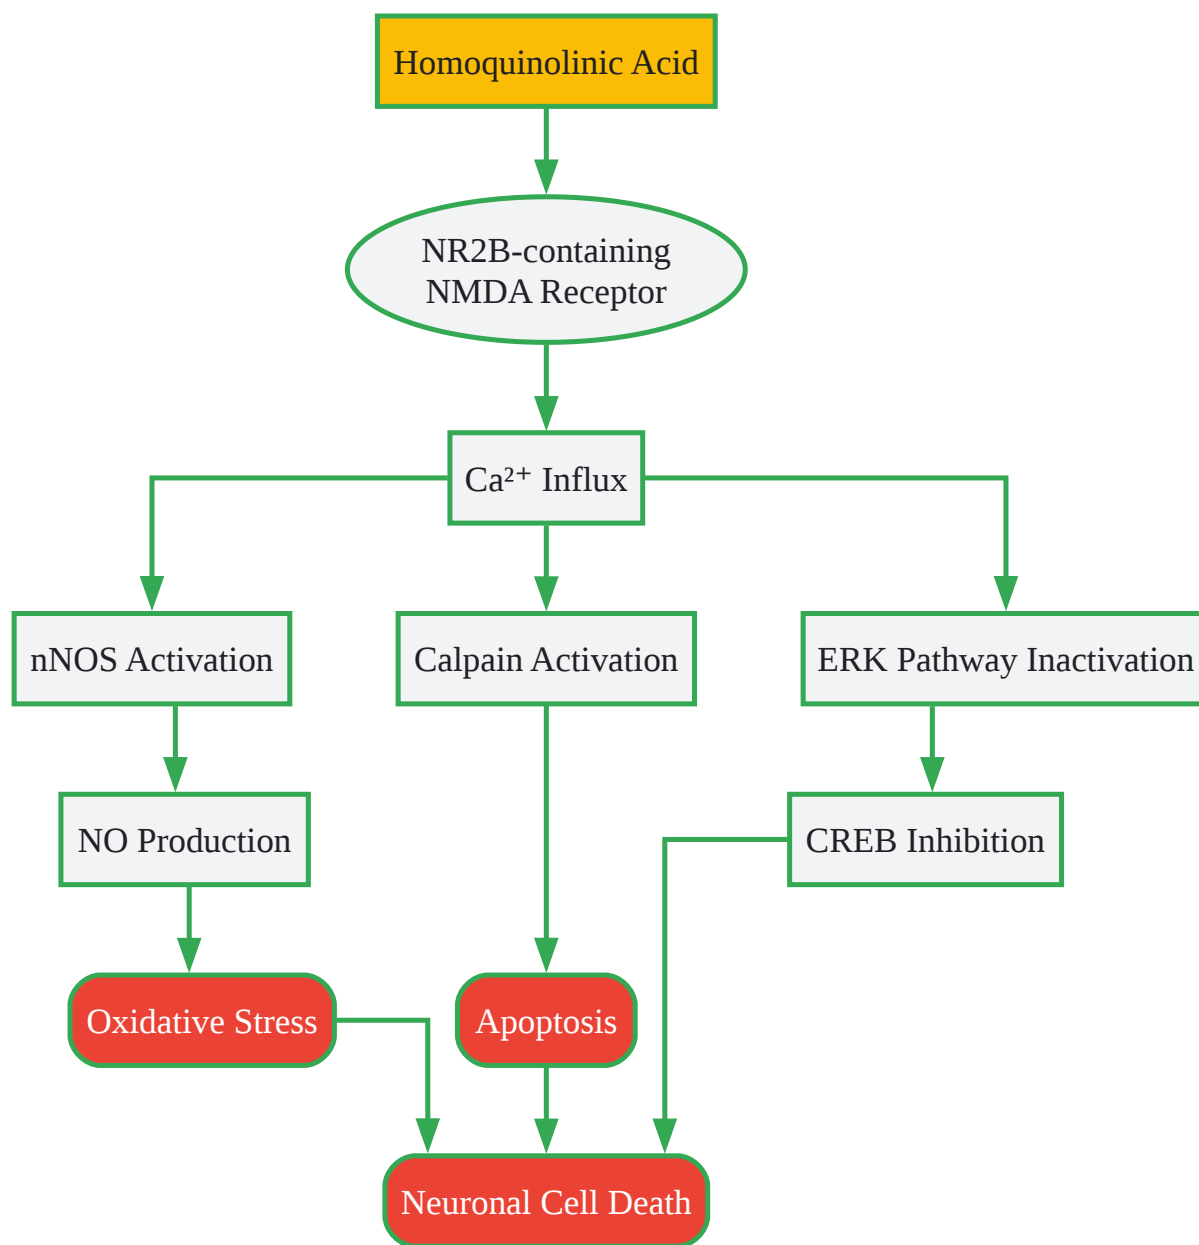 Homoquinolinic Acid
NR2B-containing
NMDA Receptor
Ca²⁺ Influx
nNOS Activation
Calpain Activation
ERK Pathway Inactivation
NO Production
CREB Inhibition
Oxidative Stress
Apoptosis
Neuronal Cell Death